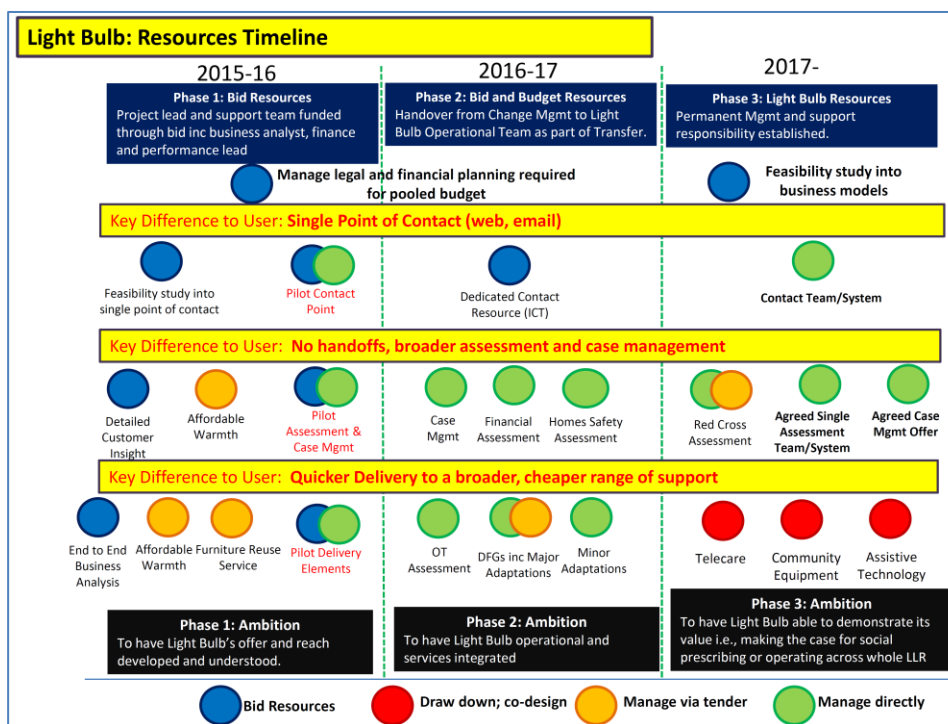 Light Bulb: Resources Timeline
2015-16
2016-17
2017-
Phase 1: Bid Resources
Project lead and support team funded
through bid inc business analyst, finance
and performance lead
Phase 2: Bid and Budget Resources
Handover from Change Mgmt to Light
Bulb Operational Team as part of Transfer.
Phase 3: Light Bulb Resources
Permanent Mgmt and support
responsibility established.
Manage legal and financial planning required
for pooled budget
Feasibility study into
business models
Key Difference to User: Single Point of Contact (web, email)
Feasibility study into
single point of contact
Pilot Contact
Point
Dedicated Contact
Resource (ICT)
Contact Team/System
Key Difference to User: No handoffs, broader assessment and case management
Detailed
Customer
Insight
Affordable
Warmth
Pilot
Assessment &
Case Mgmt
Case
Mgmt
Financial
Assessment
Homes Safety
Assessment
Red Cross
Assessment
Agreed Single
Assessment
Team/System
Agreed Case
Mgmt Offer
Key Difference to User: Quicker Delivery to a broader, cheaper range of support
End to End
Business
Analysis
Affordable
Warmth
Furniture Reuse
Service
Pilot Delivery
Elements
OT
Assessment
DFGs inc Major
Adaptations
Minor
Adaptations
Telecare
Community
Equipment
Assistive
Technology
Phase 1: Ambition
To have Light Bulb's offer and reach
developed and understood.
Phase 2: Ambition
To have Light Bulb operational and
services integrated
Phase 3: Ambition
To have Light Bulb able to demonstrate its
value i.e., making the case for social
prescribing or operating across whole LLR
Bid Resources
Draw down; co-design
Manage via tender
Manage directly